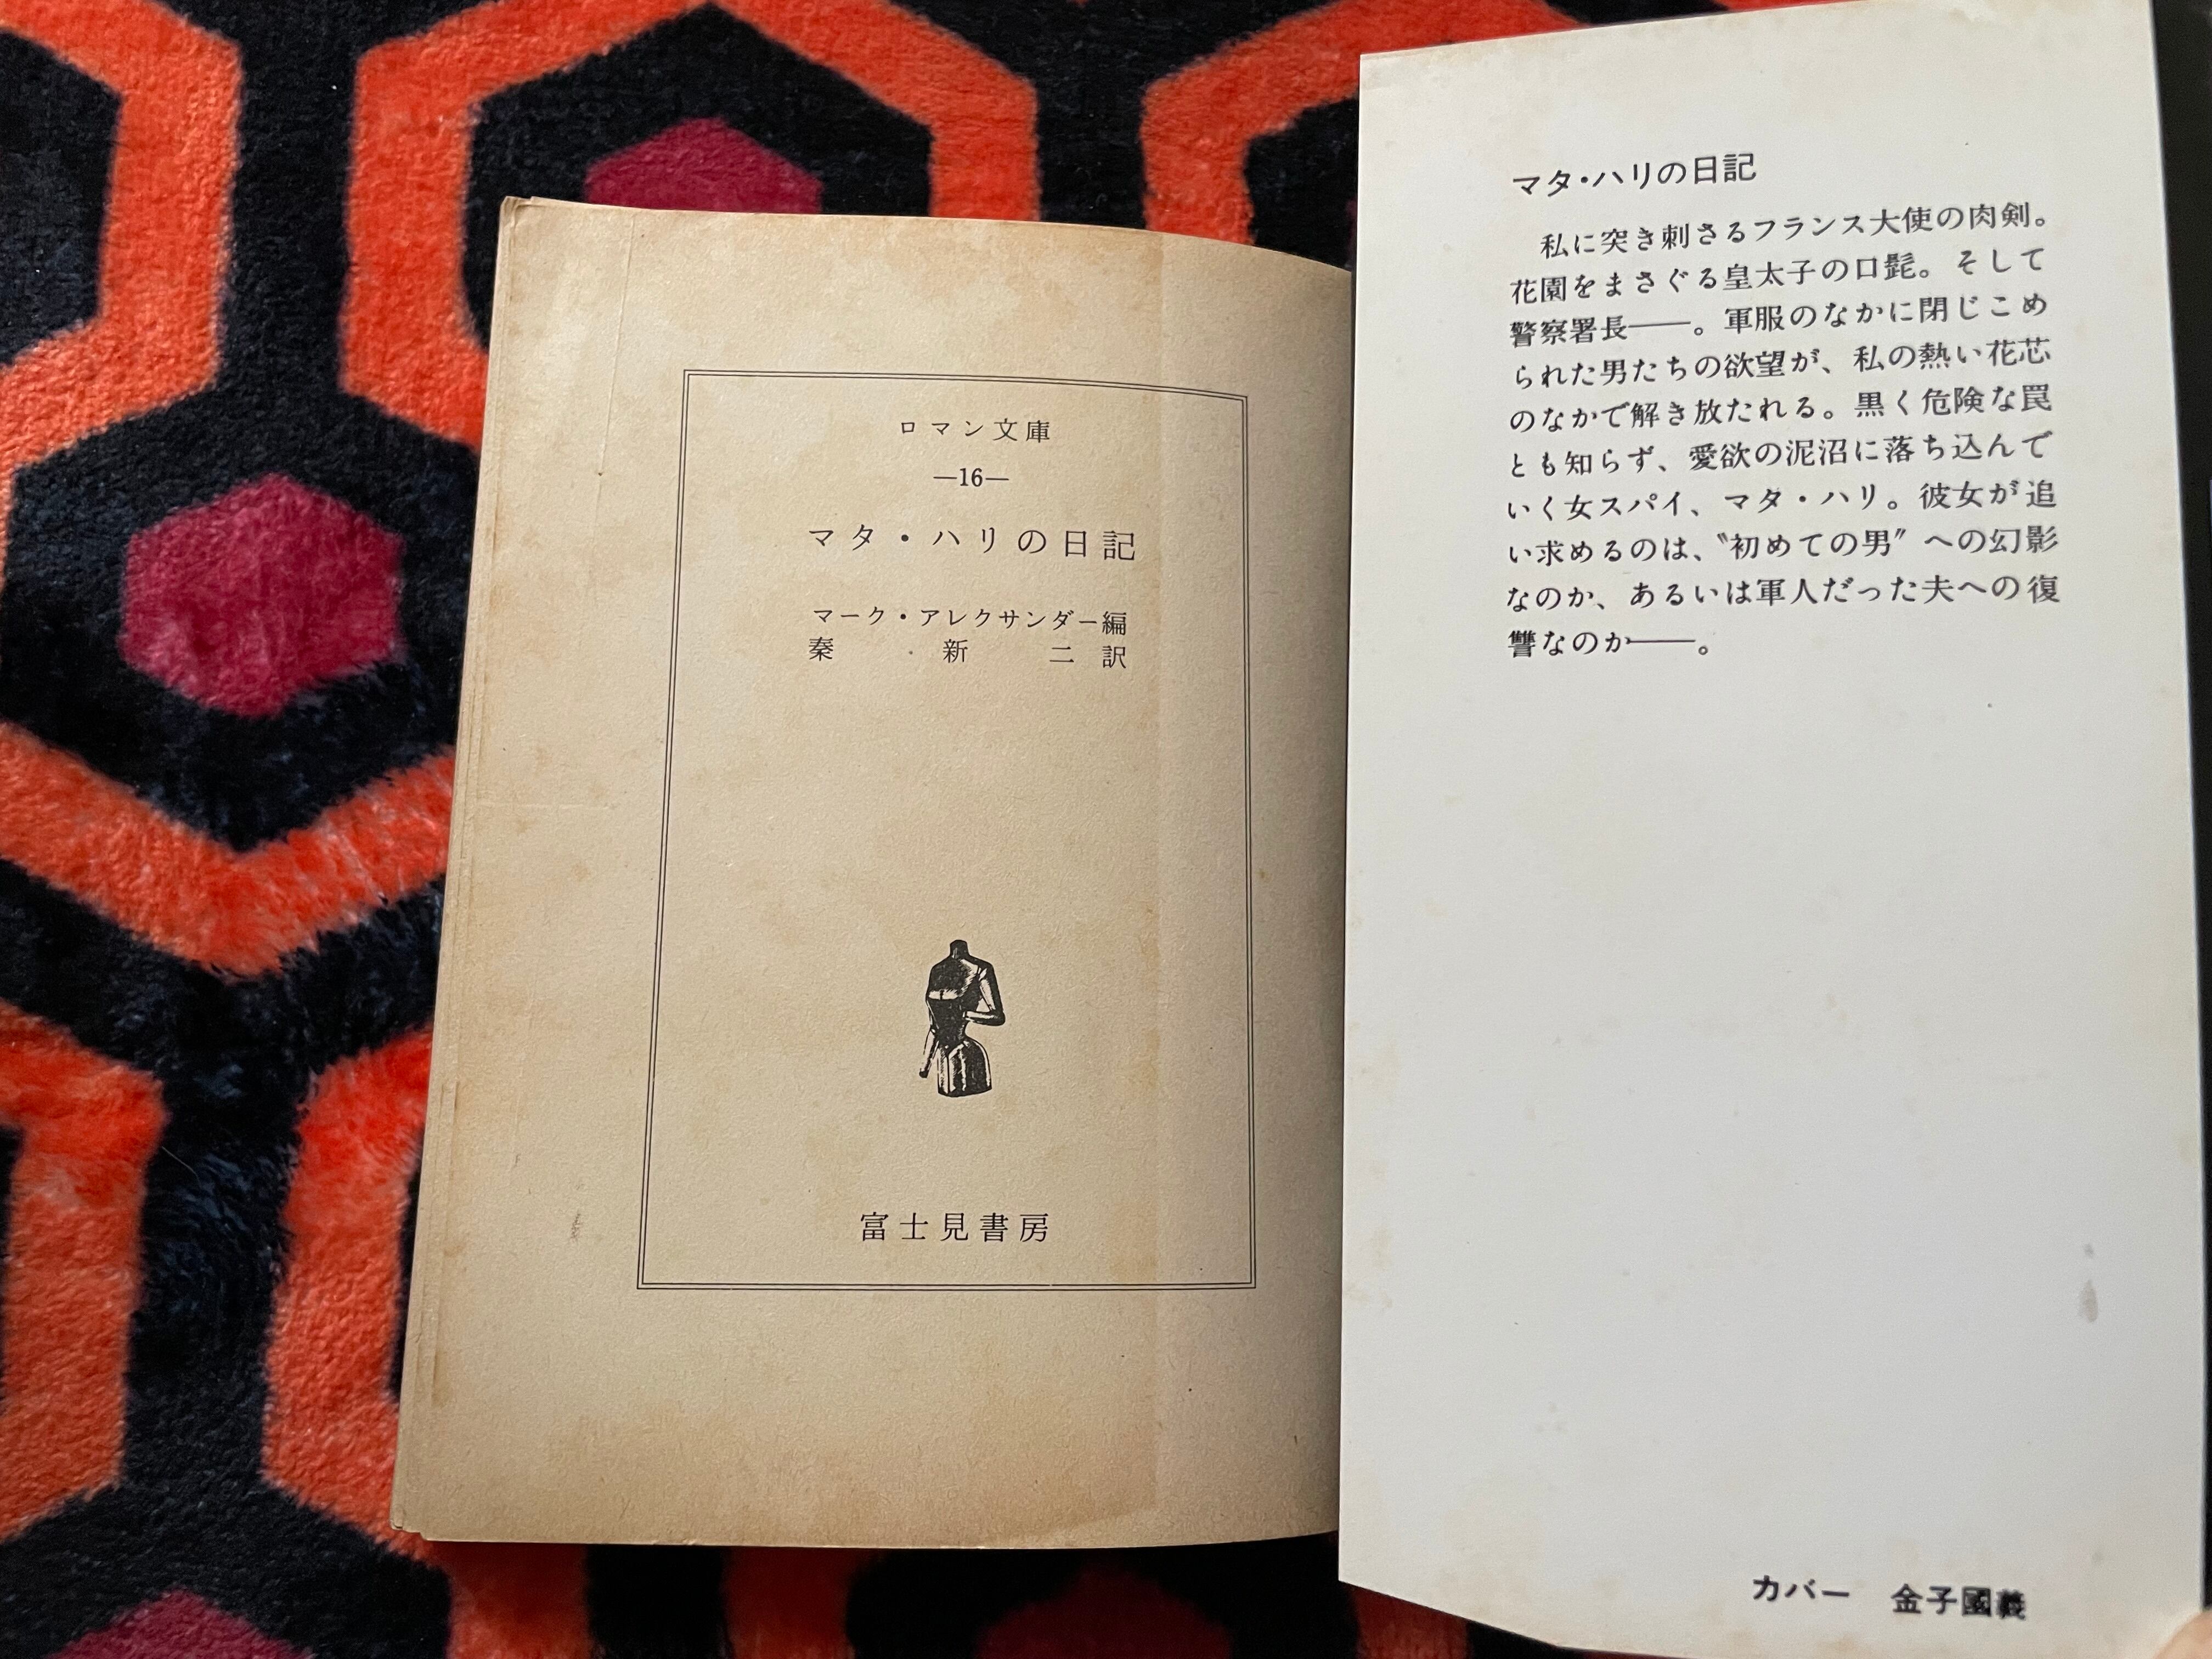 ロマン文庫
—16—
マタ・ハリの日記
マーク・アレクサンダー編
秦新二訳
富士見書房
マタ・ハリの日記
私に突き刺さるフランス大使の肉剣。
花園をまさぐる皇太子の口髭。そして
警察署長——。軍服のなかに閉じこめ
られた男たちの欲望が、私の熱い花芯
のなかで解き放たれる。黒く危険な罠
とも知らず、愛欲の泥沼に落ち込んで
いく女スパイ、マタ・ハリ。彼女が追
い求めるのは、〝初めての男〟への幻影
なのか、あるいは軍人だった夫への復
讐なのか——。
カバー 金子國義